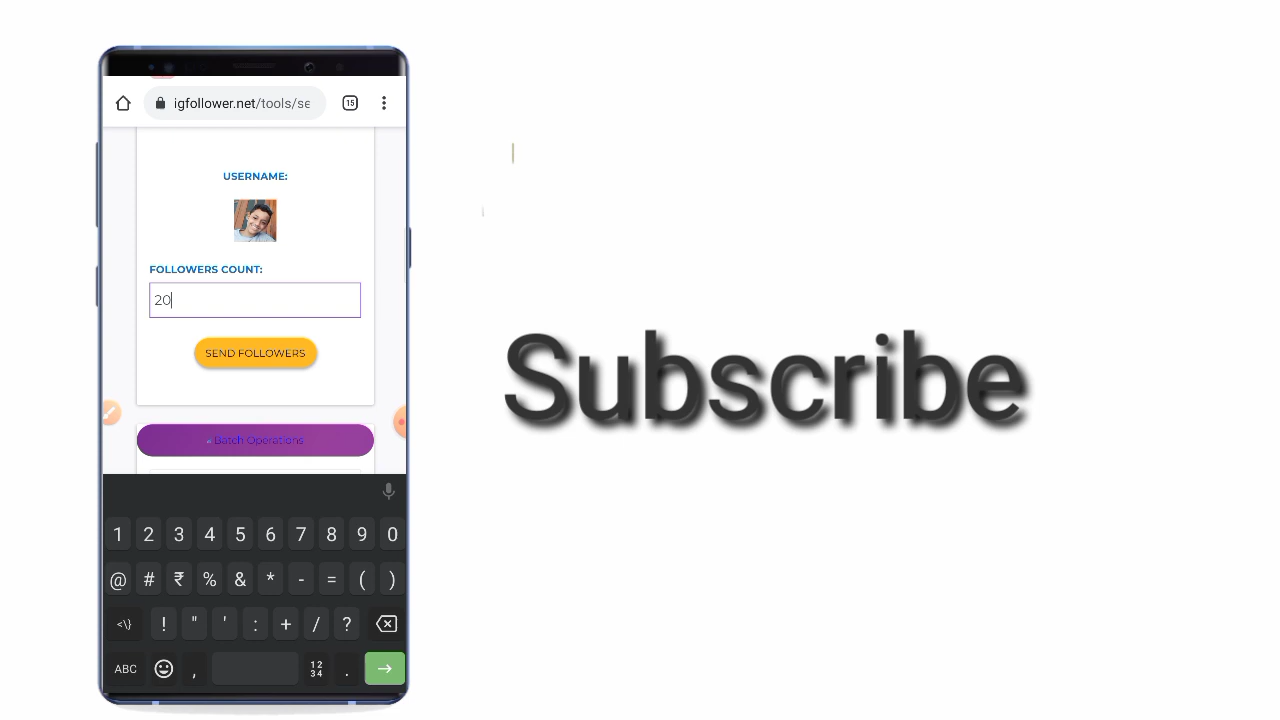 igfollower.net/tools/se
15
USERNAME:
FOLLOWERS COUNT:
20
SEND FOLLOWERS
Batch Operations
Subscribe
1 2 3 4 5 6 7 8 9 0
@ # ₹ % & * - = ( )
<\} ! " ' : + / ?
ABC , 12 34 .